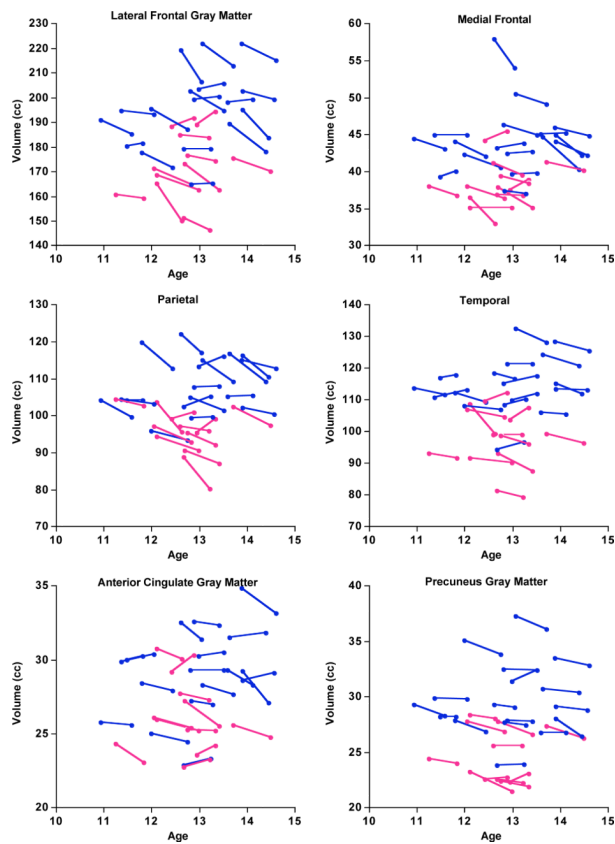 Lateral Frontal Gray Matter
Volume (cc)
230
220
210
200
190
180
170
160
150
140
10 11 12 13 14 15
Age
Medial Frontal
Volume (cc)
60
55
50
45
40
35
30
10 11 12 13 14 15
Age
Parietal
Volume (cc)
130
120
110
100
90
80
70
10 11 12 13 14 15
Age
Temporal
Volume (cc)
140
130
120
110
100
90
80
70
10 11 12 13 14 15
Age
Anterior Cingulate Gray Matter
Volume (cc)
35
30
25
20
10 11 12 13 14 15
Age
Precuneus Gray Matter
Volume (cc)
40
35
30
25
20
10 11 12 13 14 15
Age